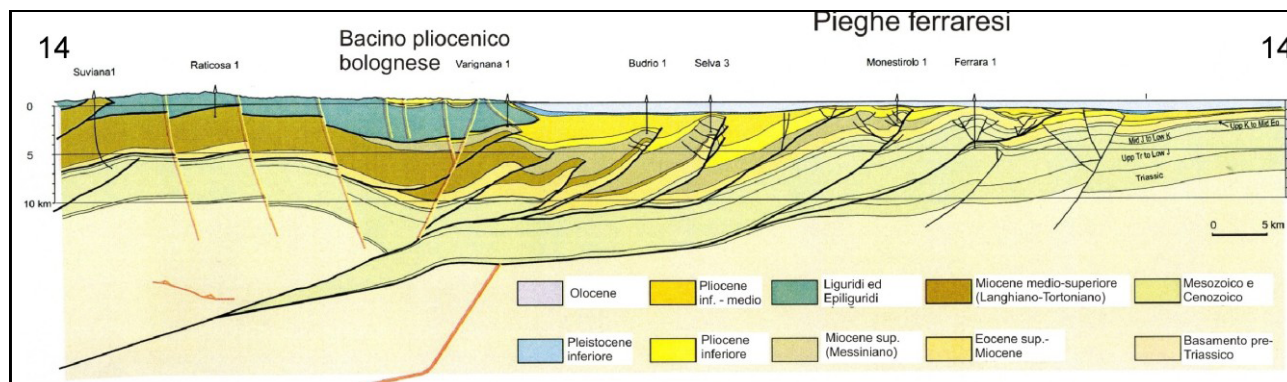 Pieghe ferraresi
14
14
Bacino pliocenico
bolognese
Suviana1
Raticosa 1
Varignana 1
Budrio 1
Selva 3
Monestirolo 1
Ferrara 1
0
0
5
5
10 km
10
Upp K to Mid Eo
Mid J to Low K
Upp Tr to Low J
Triassic
0
5 km
Olocene
Pliocene
inf. - medio
Liguridi ed
Epiliguridi
Miocene medio-superiore
(Langhiano-Tortoniano)
Mesozoico e
Cenozoico
Pleistocene
inferiore
Pliocene
inferiore
Miocene sup.
(Messiniano)
Eocene sup.-
Miocene
Basamento pre-
Triassico